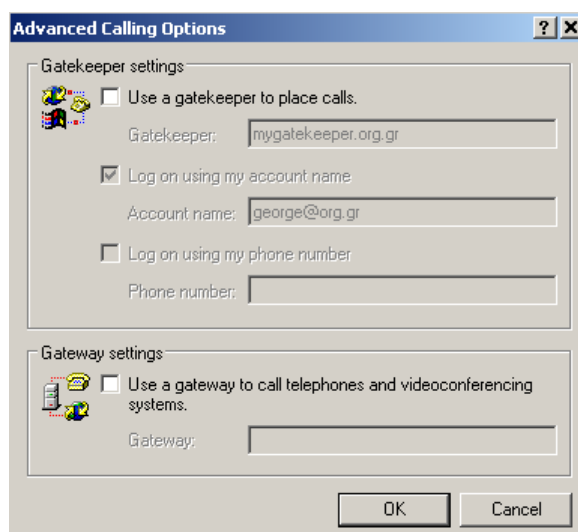 Advanced Calling Options
Gatekeeper settings
Use a gatekeeper to place calls.
Gatekeeper: mygatekeeper.org.gr
Log on using my account name
Account name: george@org.gr
Log on using my phone number
Phone number:
Gateway settings
Use a gateway to call telephones and videoconferencing
systems.
Gateway:
OK Cancel